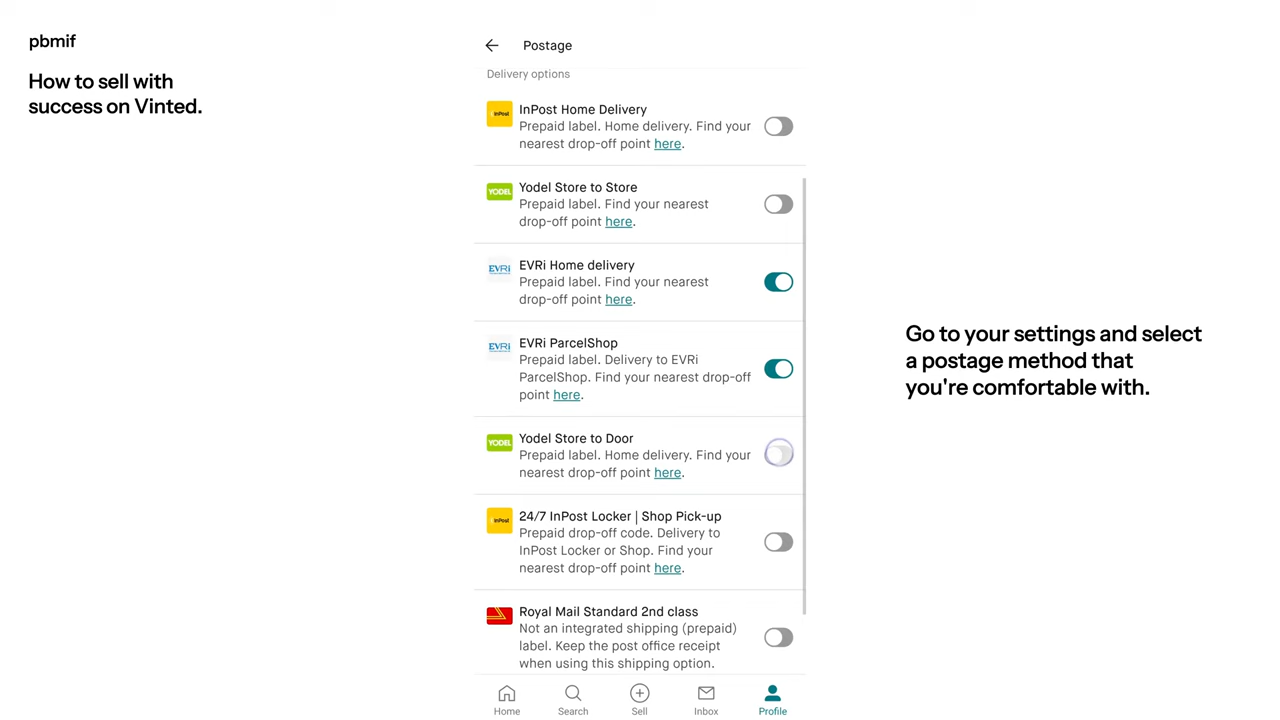 pbmif
How to sell with
success on Vinted.
Postage
Delivery options
InPost
InPost Home Delivery
Prepaid label. Home delivery. Find your
nearest drop-off point here.
YODEL
Yodel Store to Store
Prepaid label. Find your nearest
drop-off point here.
EVRi
EVRi Home delivery
Prepaid label. Find your nearest
drop-off point here.
EVRi
EVRi ParcelShop
Prepaid label. Delivery to EVRi
ParcelShop. Find your nearest drop-off
point here.
YODEL
Yodel Store to Door
Prepaid label. Home delivery. Find your
nearest drop-off point here.
InPost
24/7 InPost Locker | Shop Pick-up
Prepaid drop-off code. Delivery to
InPost Locker or Shop. Find your
nearest drop-off point here.
Royal Mail Standard 2nd class
Not an integrated shipping (prepaid)
label. Keep the post office receipt
when using this shipping option.
Home
Search
Sell
Inbox
Profile
Go to your settings and select
a postage method that
you're comfortable with.